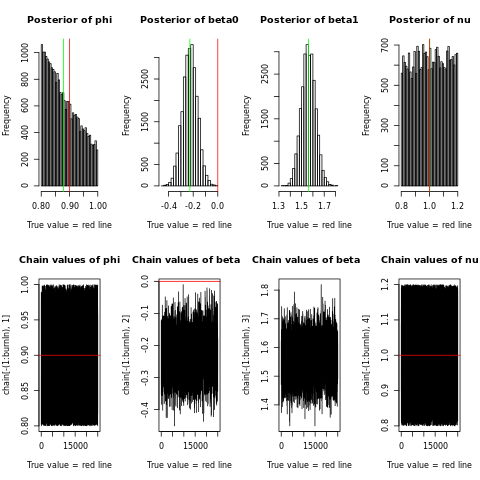 Posterior of phi
Posterior of beta0
Posterior of beta1
Posterior of nu
Frequency
0 200 400 600 800 1000
0.80 0.90 1.00
True value = red line
Frequency
0 500 1500 2500
-0.4 -0.2 0.0
True value = red line
Frequency
0 500 1500 2500
1.3 1.5 1.7
True value = red line
Frequency
0 100 300 500 700
0.8 1.0 1.2
True value = red line
Chain values of phi
Chain values of beta
Chain values of beta
Chain values of nu
chain[-(1:burnIn), 1]
0.80 0.85 0.90 0.95 1.00
0 15000
True value = red line
chain[-(1:burnIn), 2]
-0.4 -0.3 -0.2 -0.1 0.0
0 15000
True value = red line
chain[-(1:burnIn), 3]
1.4 1.5 1.6 1.7 1.8
0 15000
True value = red line
chain[-(1:burnIn), 4]
0.8 0.9 1.0 1.1 1.2
0 15000
True value = red line